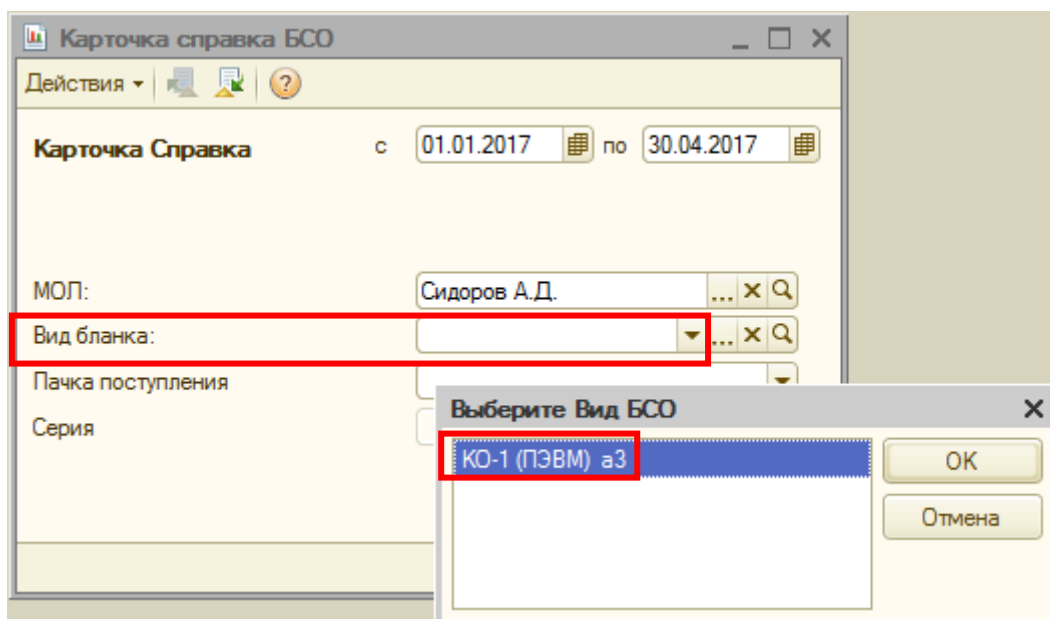 Карточка справка БСО
Действия
Карточка Справка с 01.01.2017 по 30.04.2017
МОЛ: Сидоров А.Д.
Вид бланка:
Пачка поступления
Серия
Выберите Вид БСО
КО-1 (ПЭВМ) а3
ОК
Отмена